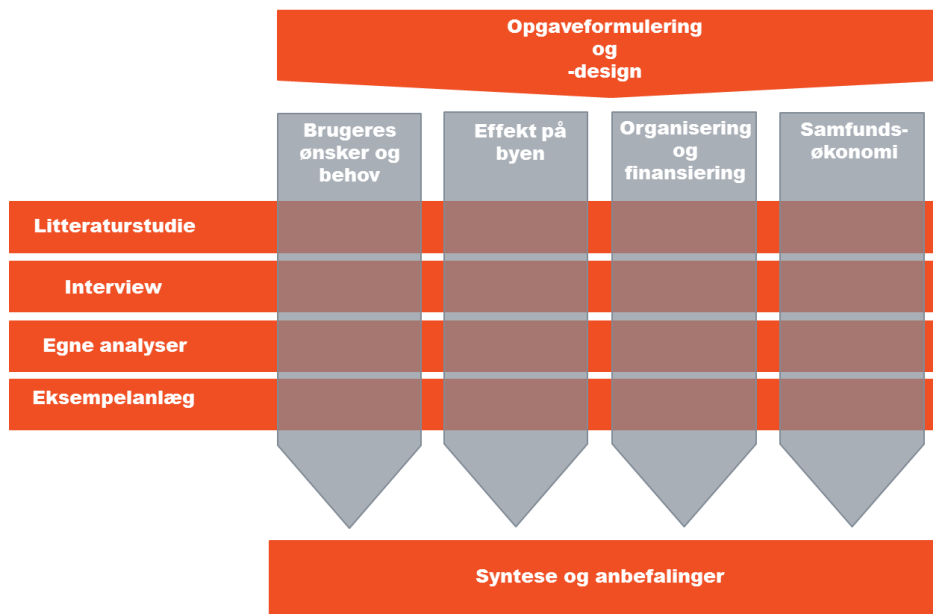 Opgaveformulering
og
-design
Brugeres
ønsker og
behov
Effekt på
byen
Organisering
og
finansiering
Samfunds-
økonomi
Litteraturstudie
Interview
Egne analyser
Eksempelanlæg
Syntese og anbefalinger